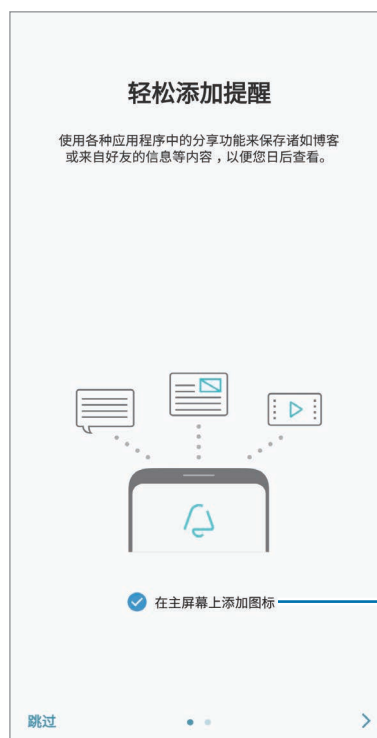 轻松添加提醒
使用各种应用程序中的分享功能来保存诸如博客
或来自好友的信息等内容，以便您日后查看。
在主屏幕上添加图标
跳过